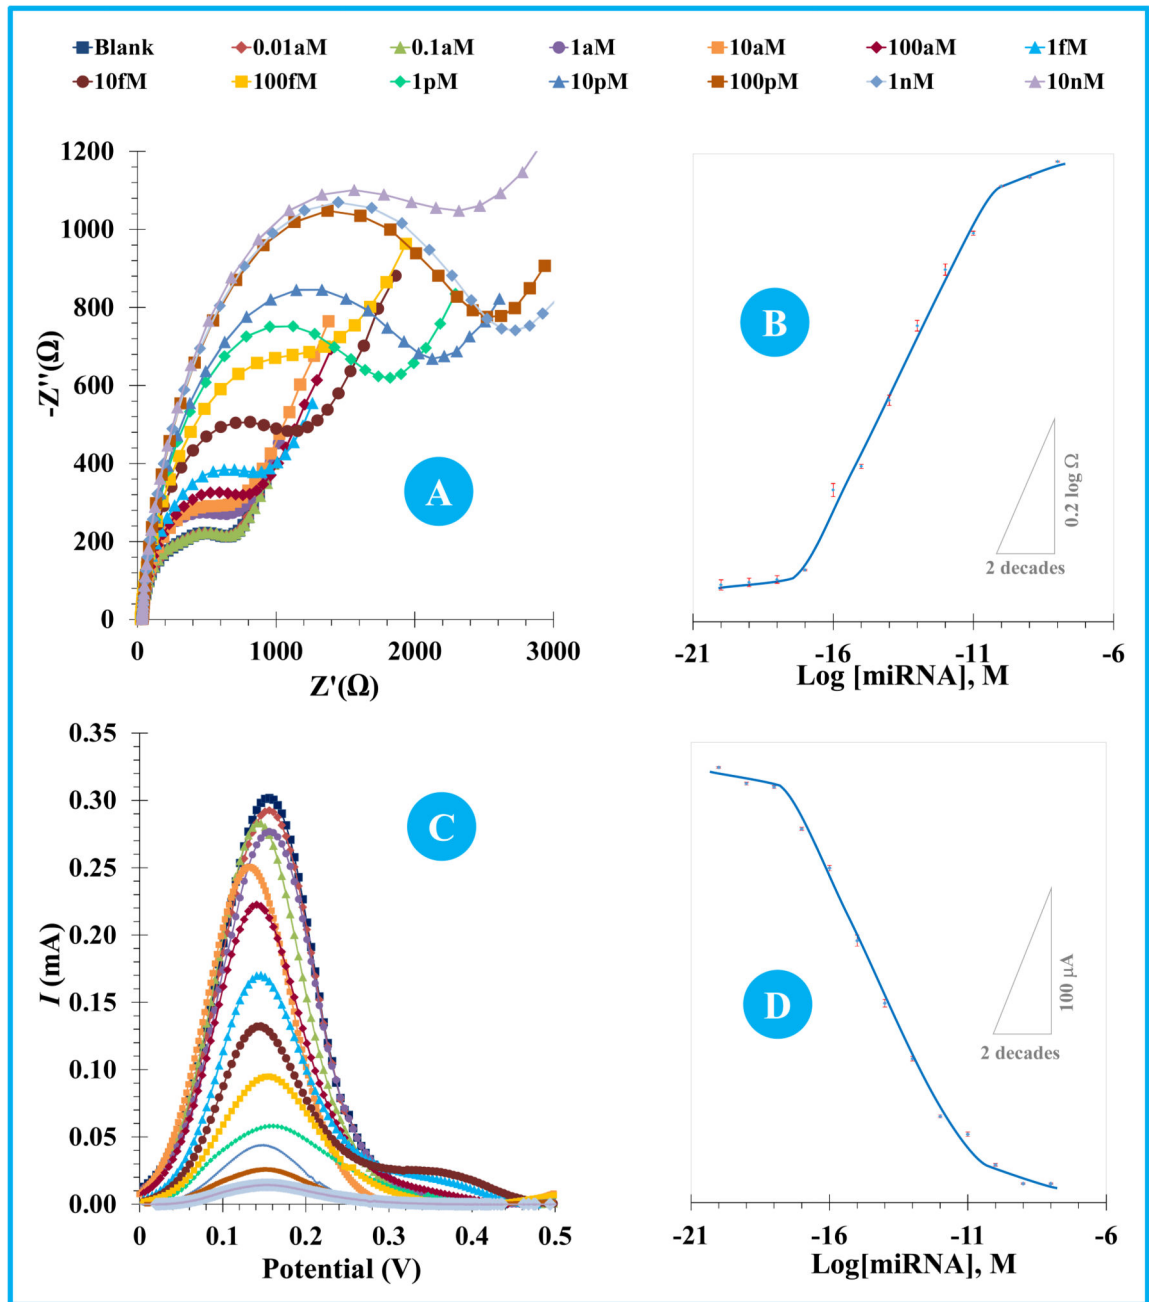 Blank 0.01aM 0.1aM 1aM 10aM 100aM 1fM
10fM 100fM 1pM 10pM 100pM 1nM 10nM
1200
1000
800
600
400
200
0
-Z''(Ω)
0 1000 2000 3000
Z'(Ω)
A
B
0.2 log Ω
2 decades
-21 -16 -11 -6
Log [miRNA], M
0.35
0.30
0.25
0.20
0.15
0.10
0.05
0.00
I (mA)
0 0.1 0.2 0.3 0.4 0.5
Potential (V)
C
D
100 µA
2 decades
-21 -16 -11 -6
Log[miRNA], M